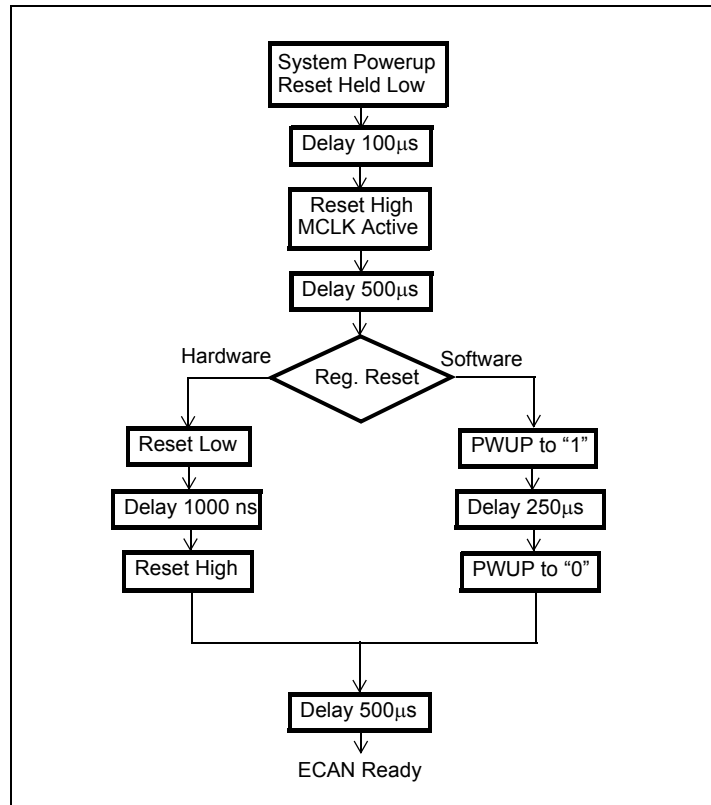 System Powerup
Reset Held Low
Delay 100μs
Reset High
MCLK Active
Delay 500μs
Hardware
Software
Reg. Reset
Reset Low
PWUP to “1”
Delay 1000 ns
Delay 250μs
Reset High
PWUP to “0”
Delay 500μs
ECAN Ready